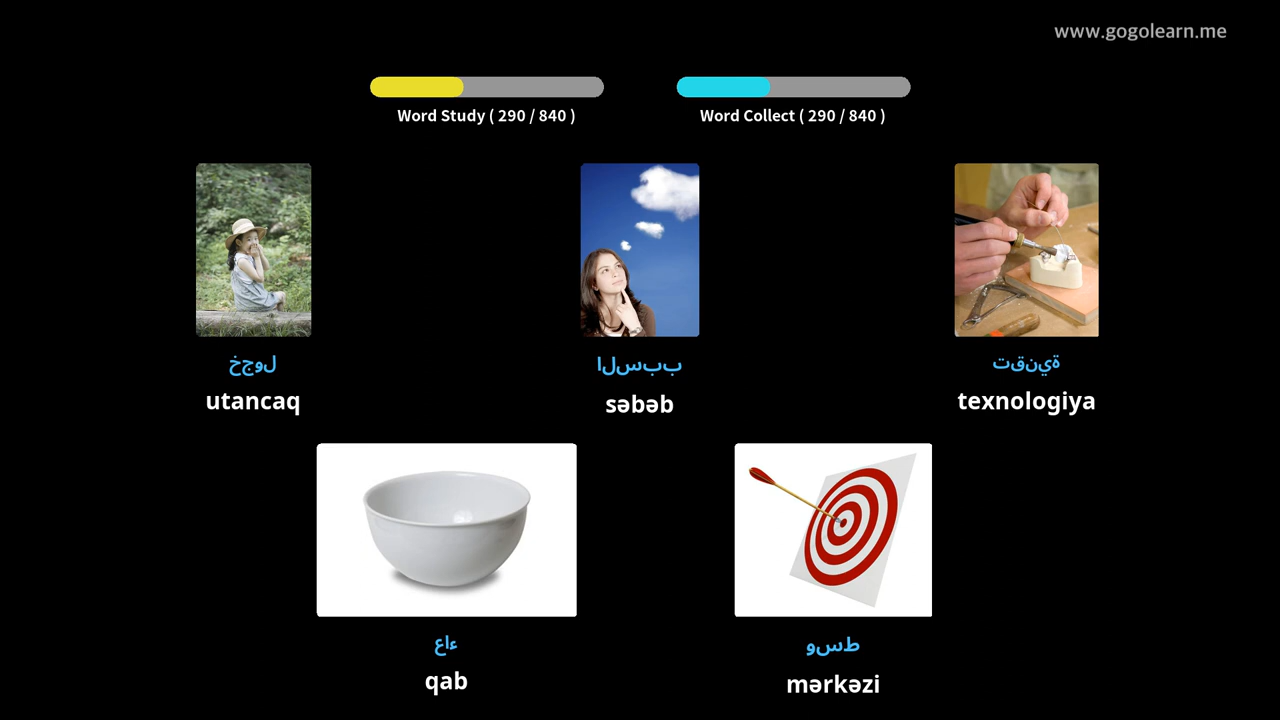 www.gogolearn.me
Word Study ( 290 / 840 )
Word Collect ( 290 / 840 )
خجول
utancaq
السبب
səbəb
تقنية
texnologiya
عاء
qab
وسط
mərkəzi